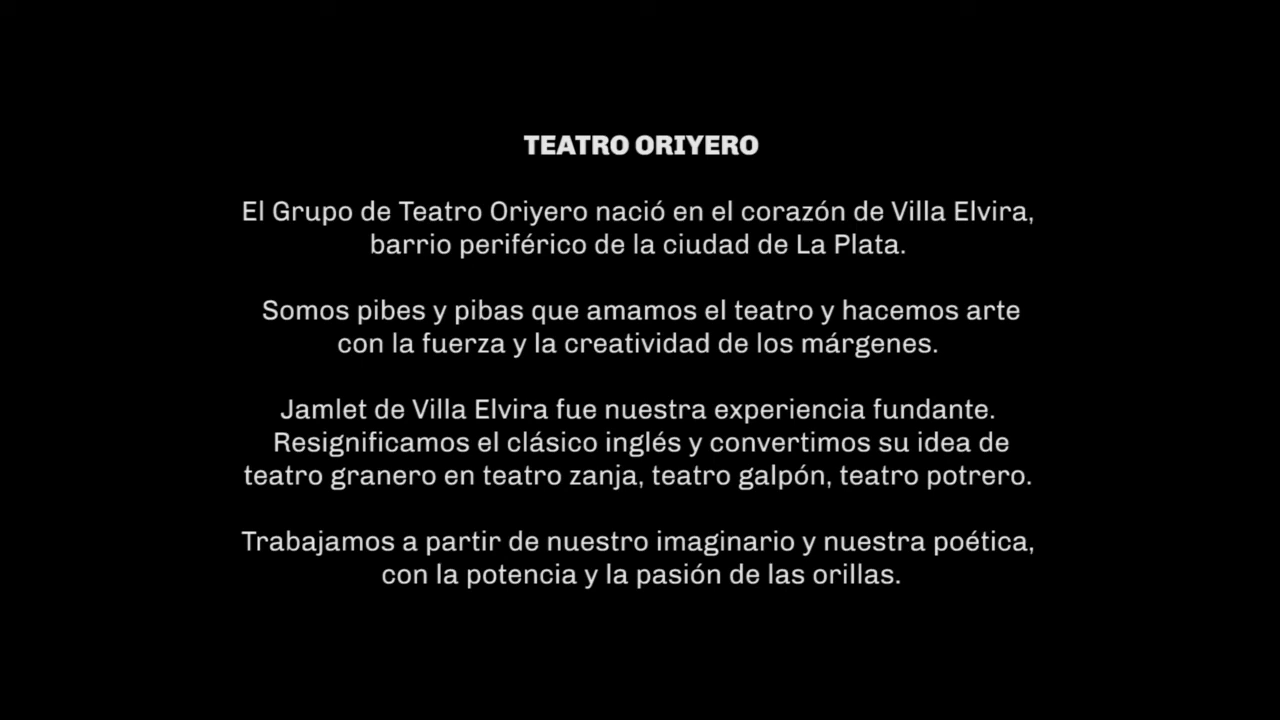 TEATRO ORIYERO
El Grupo de Teatro Oriyero nació en el corazón de Villa Elvira,
barrio periférico de la ciudad de La Plata.
Somos pibes y pibas que amamos el teatro y hacemos arte
con la fuerza y la creatividad de los márgenes.
Jamlet de Villa Elvira fue nuestra experiencia fundante.
Resignificamos el clásico inglés y convertimos su idea de
teatro granero en teatro zanja, teatro galpón, teatro potrero.
Trabajamos a partir de nuestro imaginario y nuestra poética,
con la potencia y la pasión de las orillas.